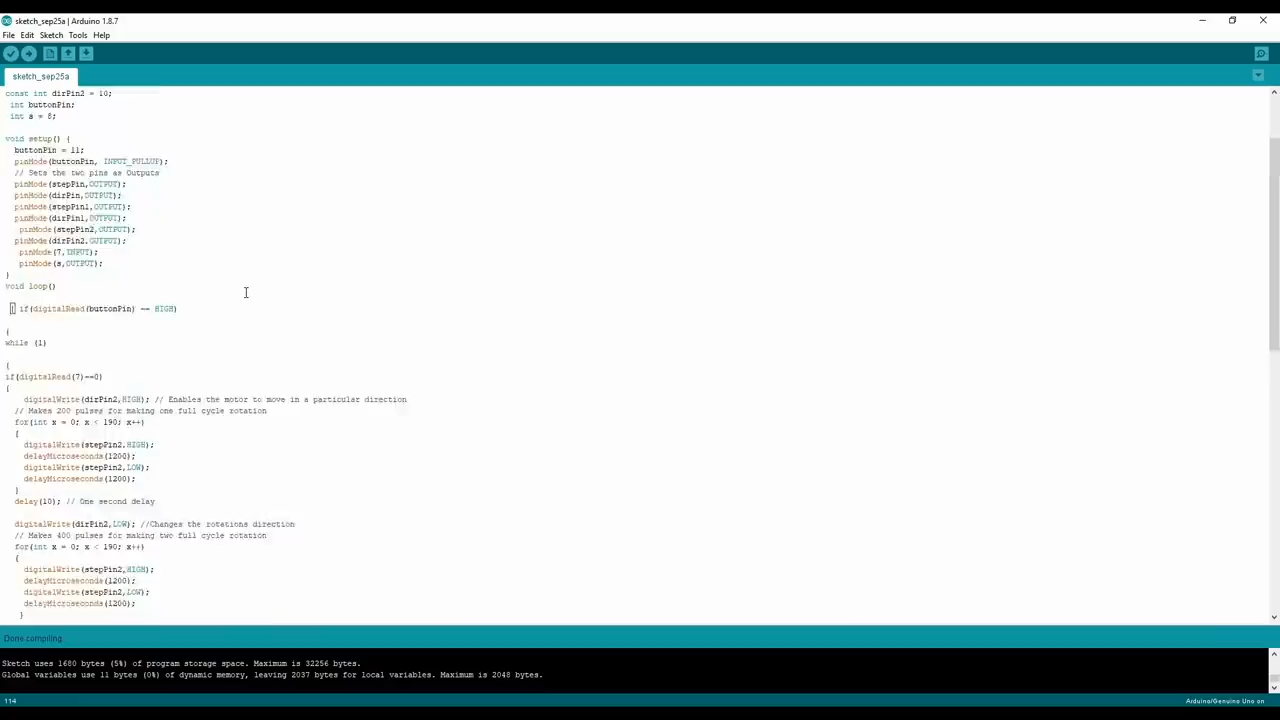 sketch_sep25a | Arduino 1.8.7
File Edit Sketch Tools Help
sketch_sep25a
const int dirPin2 = 10;
int buttonPin;
int s = 8;
void setup() {
buttonPin = 11;
pinMode(buttonPin, INPUT_PULLUP);
// Sets the two pins as Outputs
pinMode(stepPin,OUTPUT);
pinMode(dirPin,OUTPUT);
pinMode(stepPin1,OUTPUT);
pinMode(dirPin1,OUTPUT);
pinMode(stepPin2,OUTPUT);
pinMode(dirPin2,OUTPUT);
pinMode(7,INPUT);
pinMode(s,OUTPUT);
}
void loop()
{ if(digitalRead(buttonPin) == HIGH)
{
while (1)
{
if(digitalRead(7)==0)
{
digitalWrite(dirPin2,HIGH); // Enables the motor to move in a particular direction
// Makes 200 pulses for making one full cycle rotation
for(int x = 0; x < 190; x++)
{
digitalWrite(stepPin2,HIGH);
delayMicroseconds(1200);
digitalWrite(stepPin2,LOW);
delayMicroseconds(1200);
}
delay(10); // One second delay
digitalWrite(dirPin2,LOW); //Changes the rotations direction
// Makes 400 pulses for making two full cycle rotation
for(int x = 0; x < 190; x++)
{
digitalWrite(stepPin2,HIGH);
delayMicroseconds(1200);
digitalWrite(stepPin2,LOW);
delayMicroseconds(1200);
}
Done compiling.
Sketch uses 1680 bytes (5%) of program storage space. Maximum is 32256 bytes.
Global variables use 11 bytes (0%) of dynamic memory, leaving 2037 bytes for local variables. Maximum is 2048 bytes.
114
Arduino/Genuino Uno on